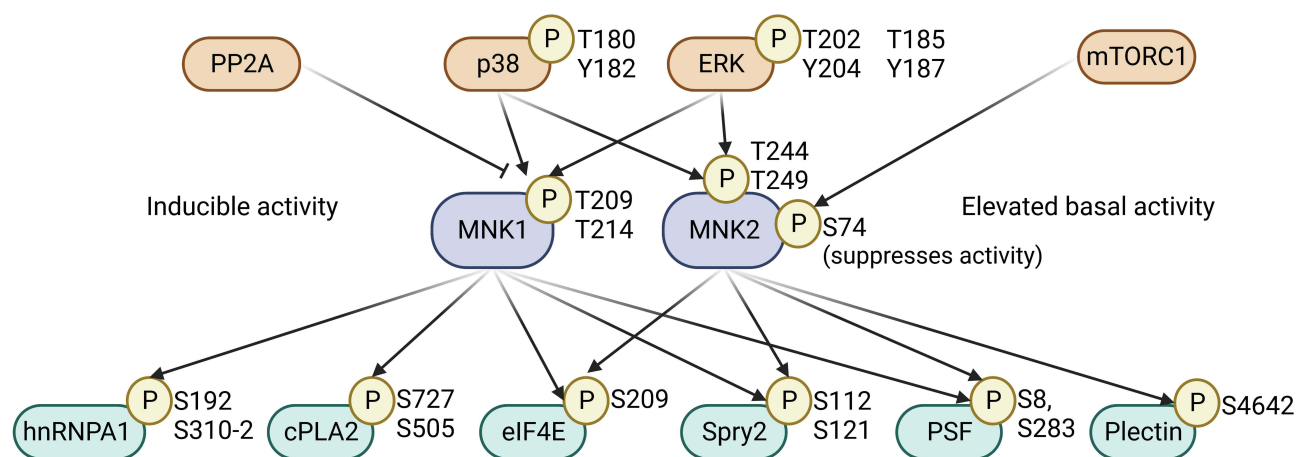 PP2A
p38
P
T180
Y182
ERK
P
T202 T185
Y204 Y187
mTORC1
Inducible activity
MNK1
P
T209
T214
MNK2
P
T244
T249
P
S74
(suppresses activity)
Elevated basal activity
hnRNPA1
P
S192
S310-2
cPLA2
P
S727
S505
eIF4E
P
S209
Spry2
P
S112
S121
PSF
P
S8,
S283
Plectin
P
S4642